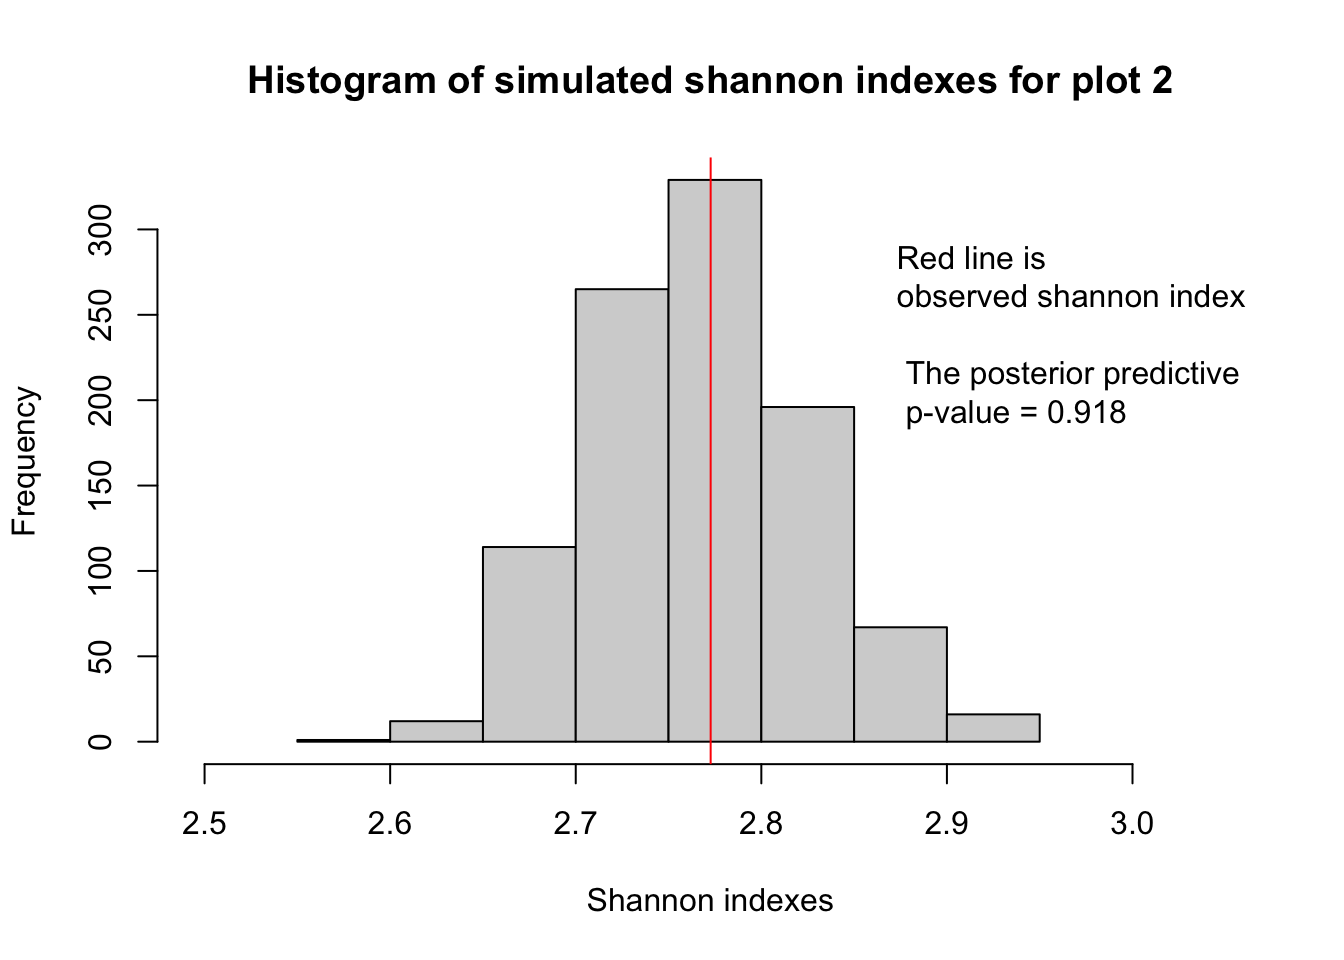 Histogram of simulated shannon indexes for plot 2
Red line is
observed shannon index
The posterior predictive
p-value = 0.918
Frequency
0
50
100
150
200
250
300
2.5 2.6 2.7 2.8 2.9 3.0
Shannon indexes